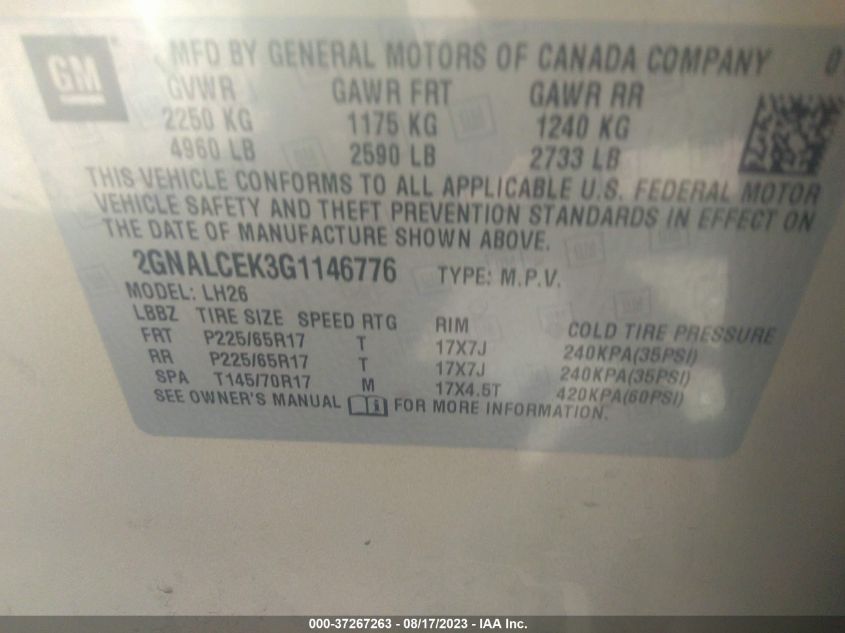 GM
MFD BY GENERAL MOTORS OF CANADA COMPANY 0
GVWR GAWR FRT GAWR RR
2250 KG 1175 KG 1240 KG
4960 LB 2590 LB 2733 LB
THIS VEHICLE CONFORMS TO ALL APPLICABLE U.S. FEDERAL MOTOR
VEHICLE SAFETY AND THEFT PREVENTION STANDARDS IN EFFECT ON
THE DATE OF MANUFACTURE SHOWN ABOVE.
2GNALCEK3G1146776 TYPE: M.P.V.
MODEL: LH26
LBBZ TIRE SIZE SPEED RTG RIM COLD TIRE PRESSURE
FRT P225/65R17 T 17X7J 240KPA(35PSI)
RR P225/65R17 T 17X7J 240KPA(35PSI)
SPA T145/70R17 M 17X4.5T 420KPA(60PSI)
SEE OWNER'S MANUAL i FOR MORE INFORMATION.
000-37267263 - 08/17/2023 - IAA Inc.